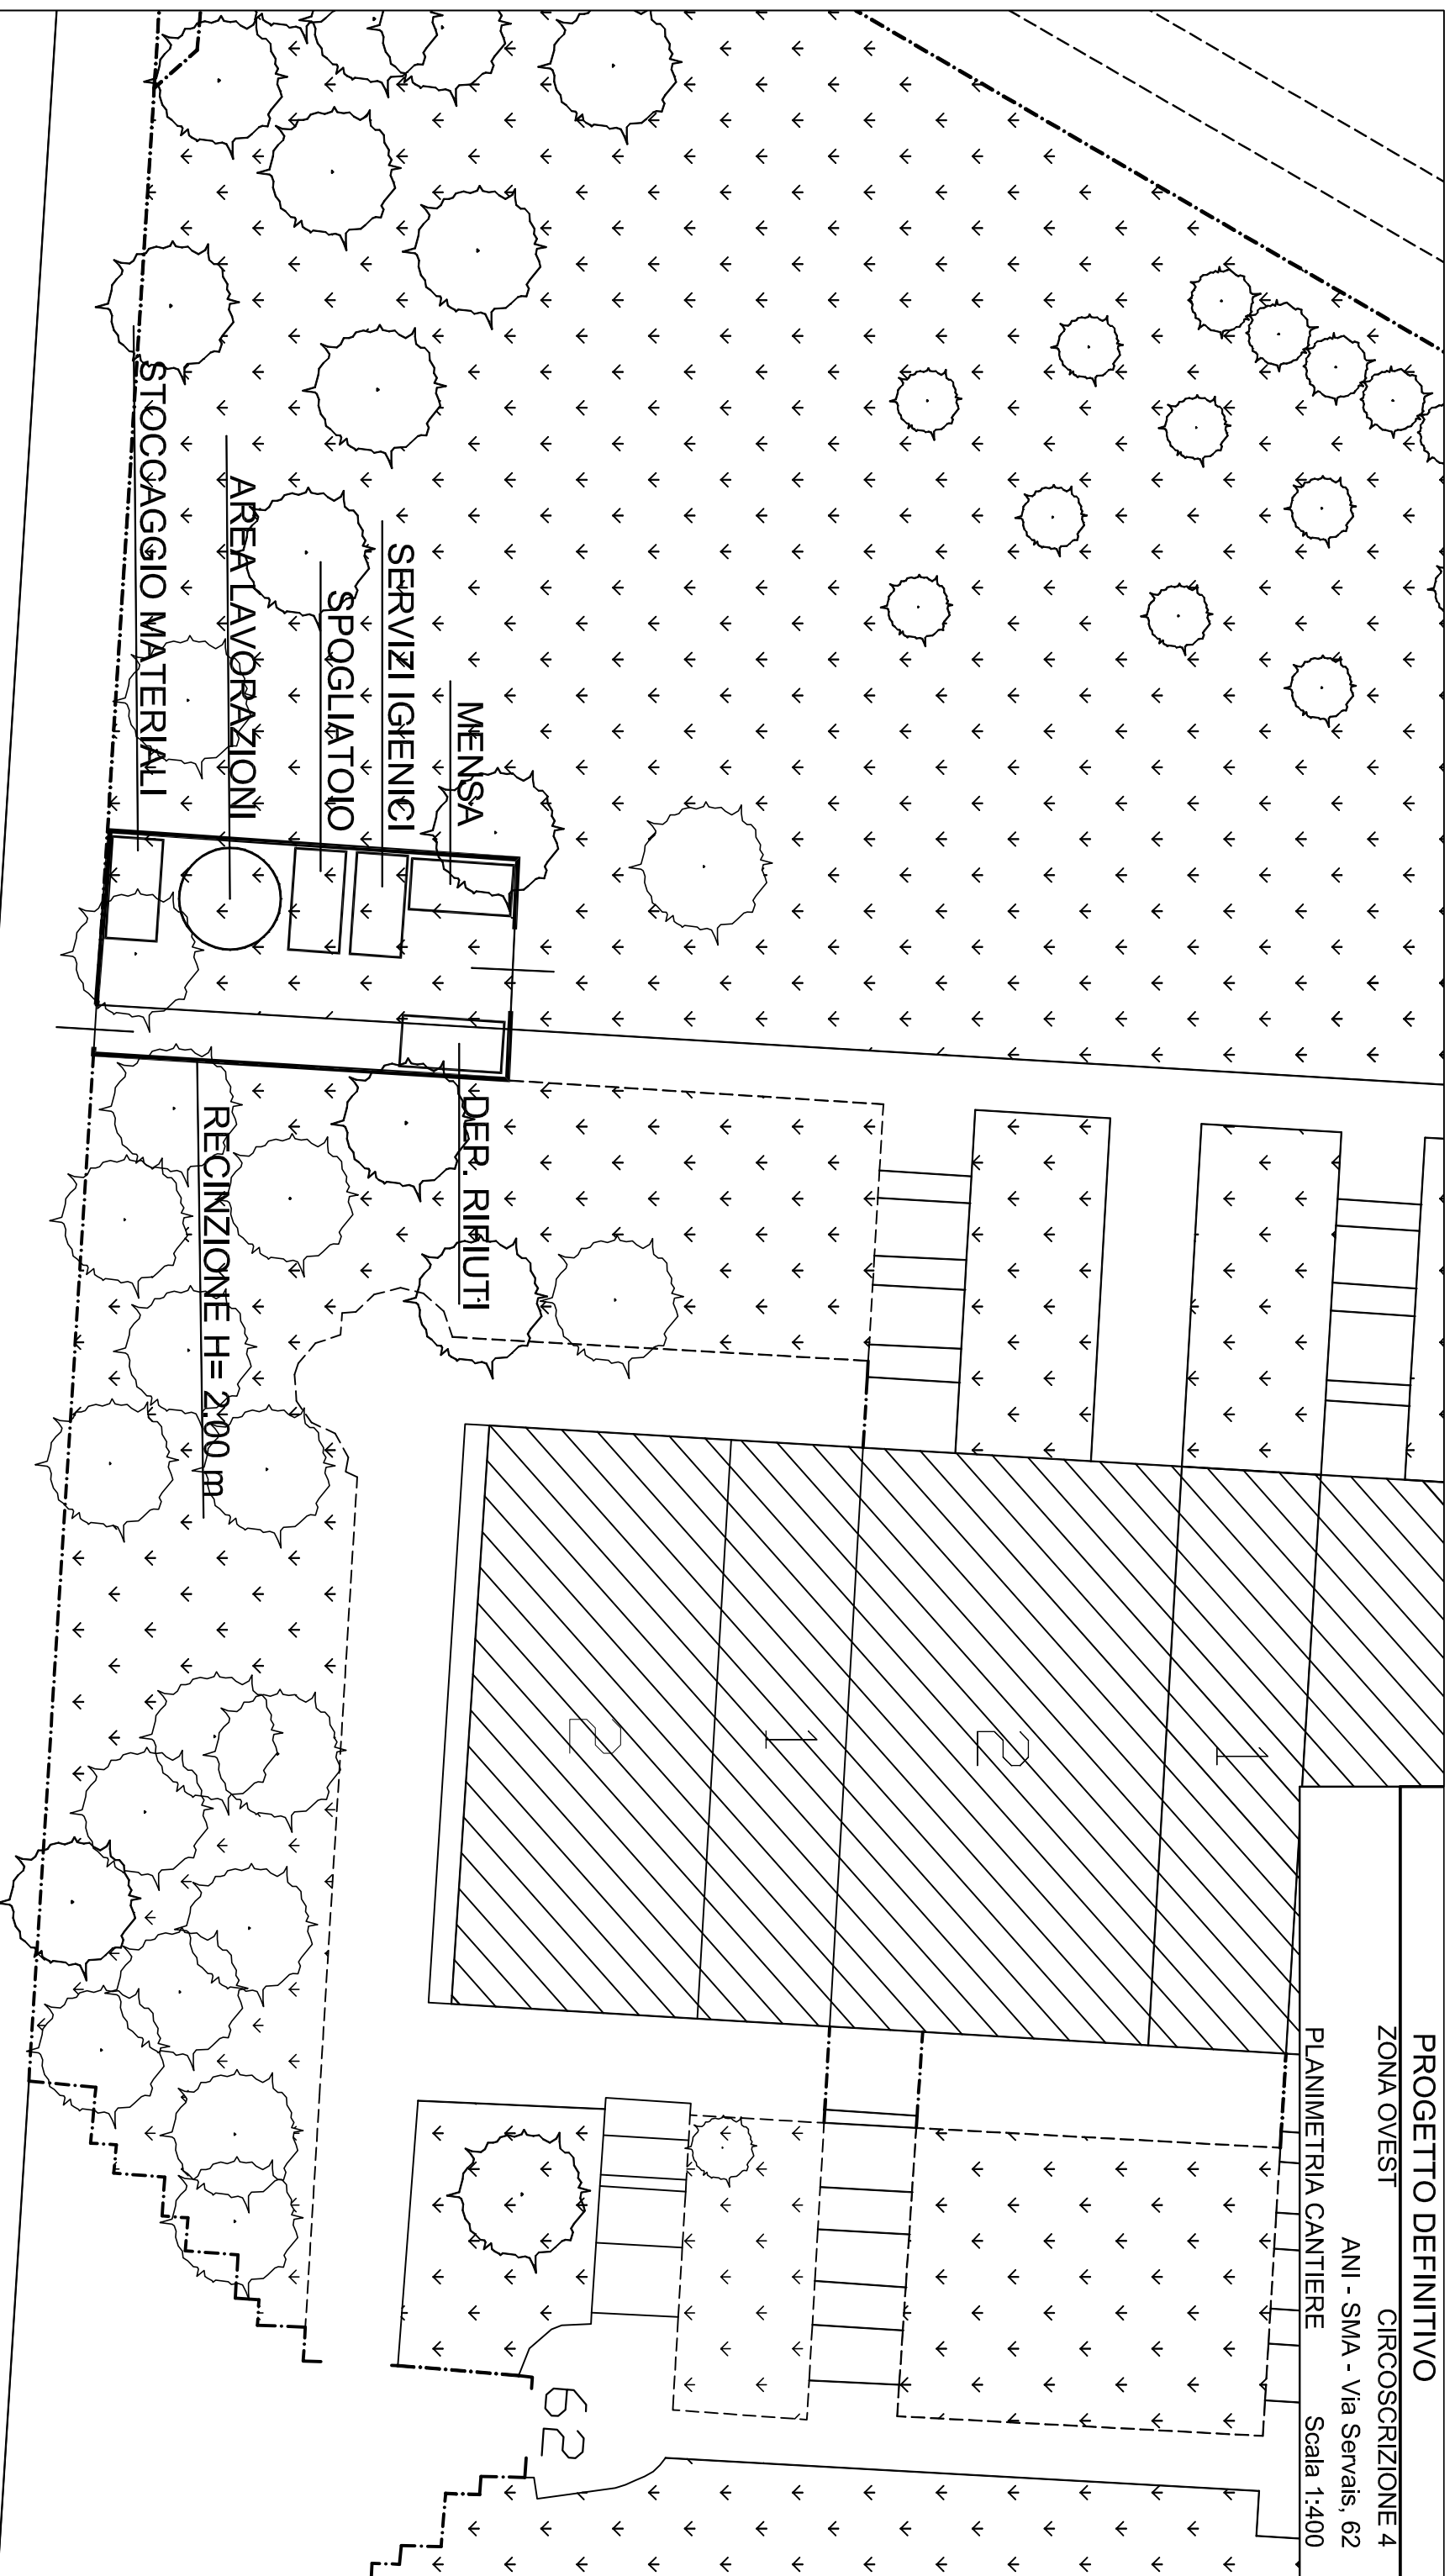 PROGETTO DEFINITIVO
ZONA OVEST CIRCOSCRIZIONE 4
ANI - SMA - Via Servais, 62
PLANIMETRIA CANTIERE Scala 1:400
MENSA
SERVIZI IGIENICI
SPOGLIATOIO
AREA LAVORAZIONI
STOCCAGGIO MATERIALI
DEP. RIFIUTI
RECINZIONE H= 2.00 m
1
2
1
2
62